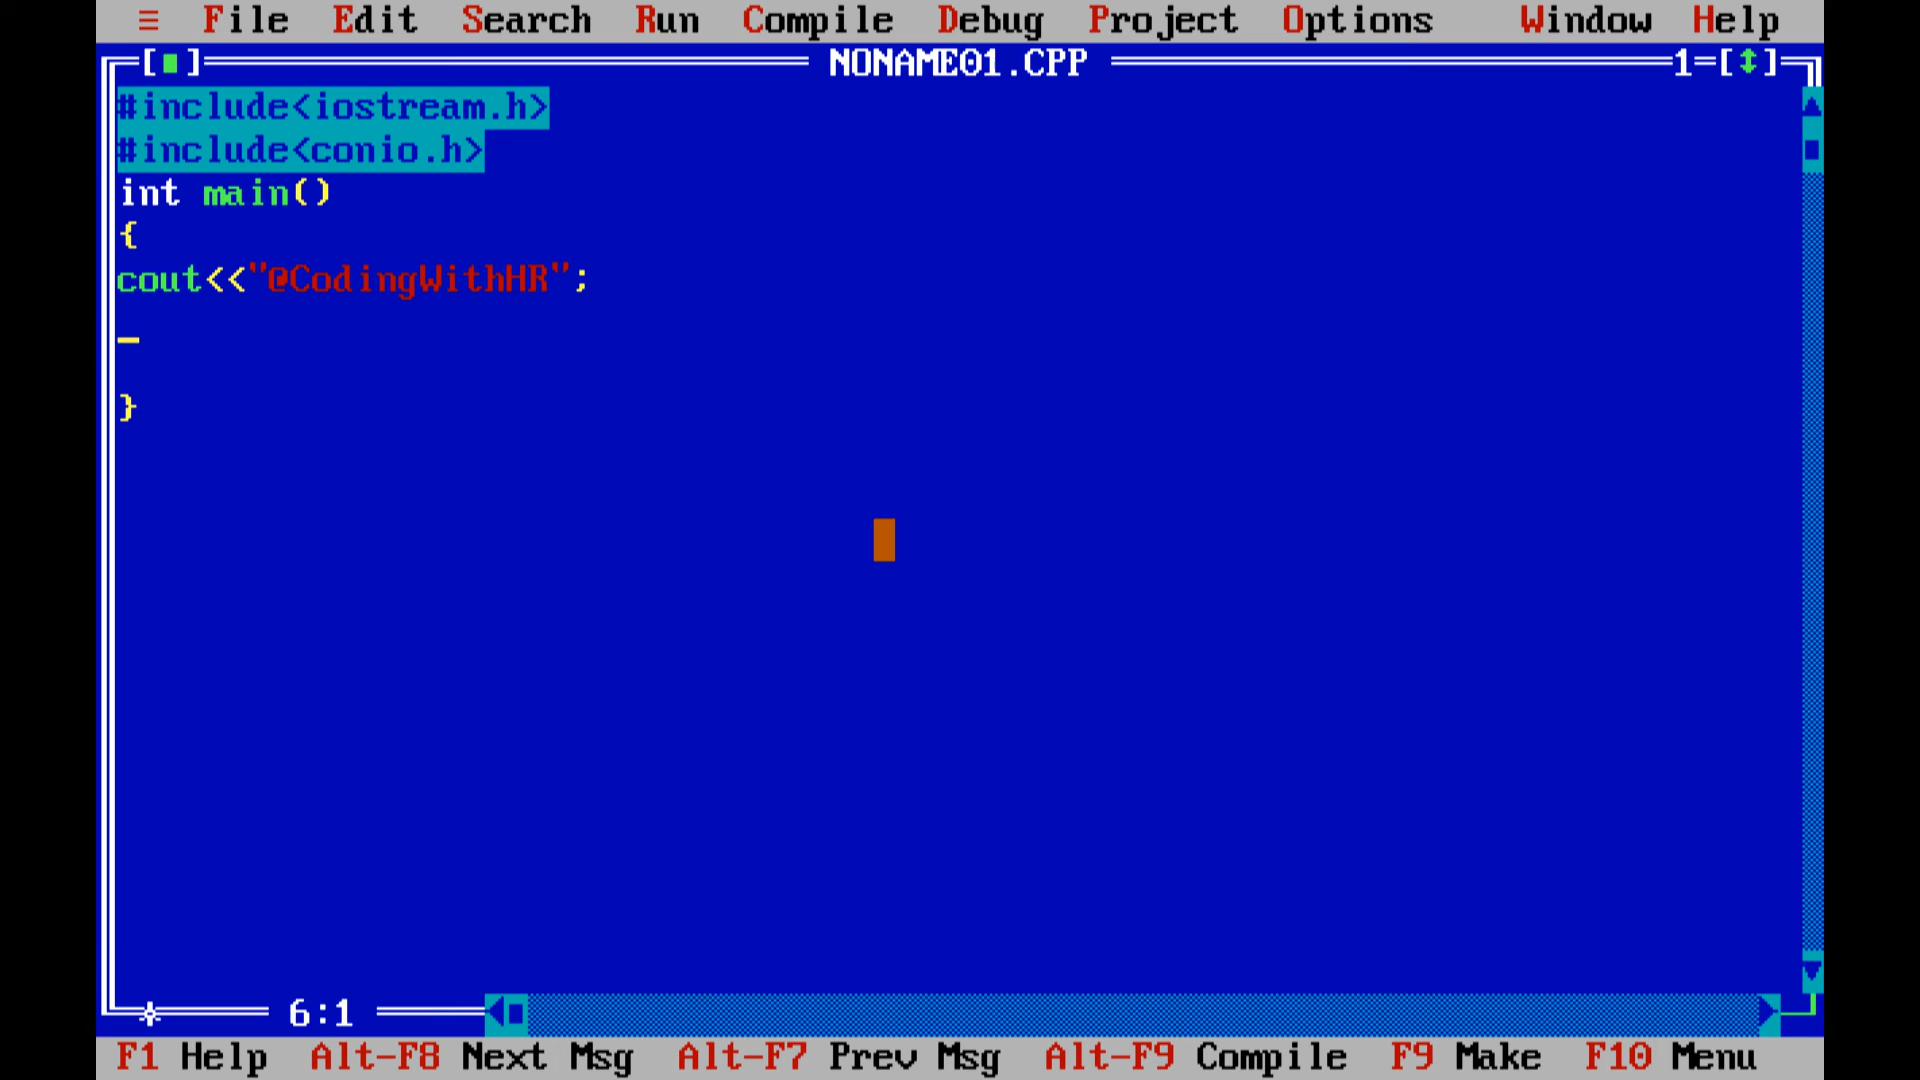 ≡ File Edit Search Run Compile Debug Project Options Window Help
[■] NONAME01.CPP 1=[↕]
#include<iostream.h>
#include<conio.h>
int main()
{
cout<<"@CodingWithHR";
}
6:1
F1 Help Alt-F8 Next Msg Alt-F7 Prev Msg Alt-F9 Compile F9 Make F10 Menu